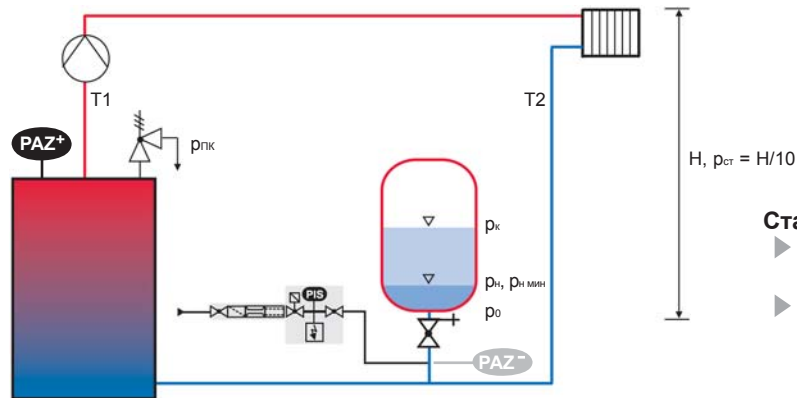 T1
T2
PAZ+
pпк
H, pст = H/10
pк
Ста
PIS
pн, pн мин
p0
PAZ-